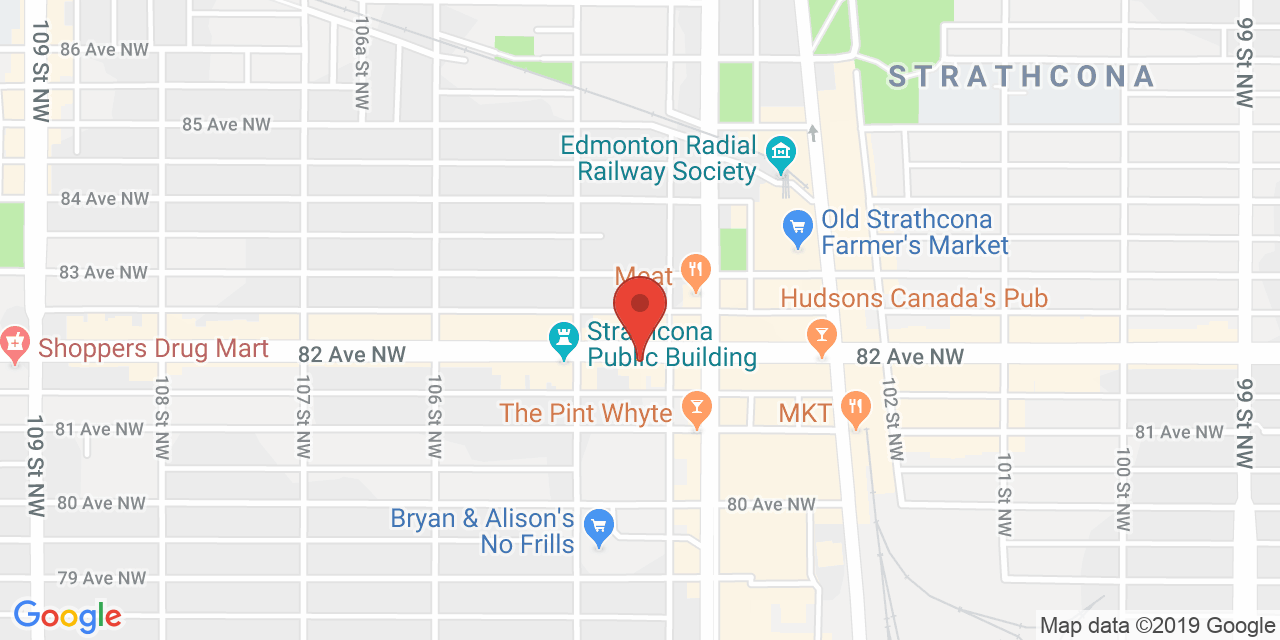 109 St NW
106a St NW
86 Ave NW
99 St NW
STRATHCONA
85 Ave NW
Edmonton Radial
Railway Society
84 Ave NW
Old Strathcona
Farmer's Market
83 Ave NW
Meat
Hudsons Canada's Pub
Strathcona
Public Building
Shoppers Drug Mart
82 Ave NW
82 Ave NW
108 St NW
107 St NW
106 St NW
The Pint Whyte
MKT
102 St NW
99 St NW
109 St NW
81 Ave NW
81 Ave NW
101 St NW
100 St NW
80 Ave NW
80 Ave NW
Bryan & Alison's
No Frills
79 Ave NW
Google
Map data ©2019 Google